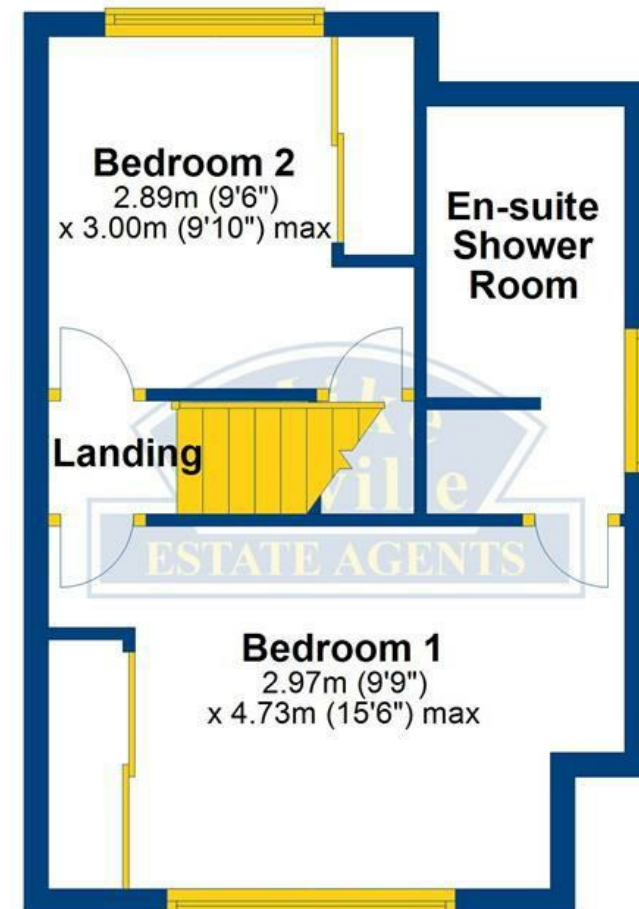 Bedroom 2
2.89m (9'6")
x 3.00m (9'10") max
En-suite
Shower
Room
Landing
ESTATE AGENTS
Bedroom 1
2.97m (9'9")
x 4.73m (15'6") max